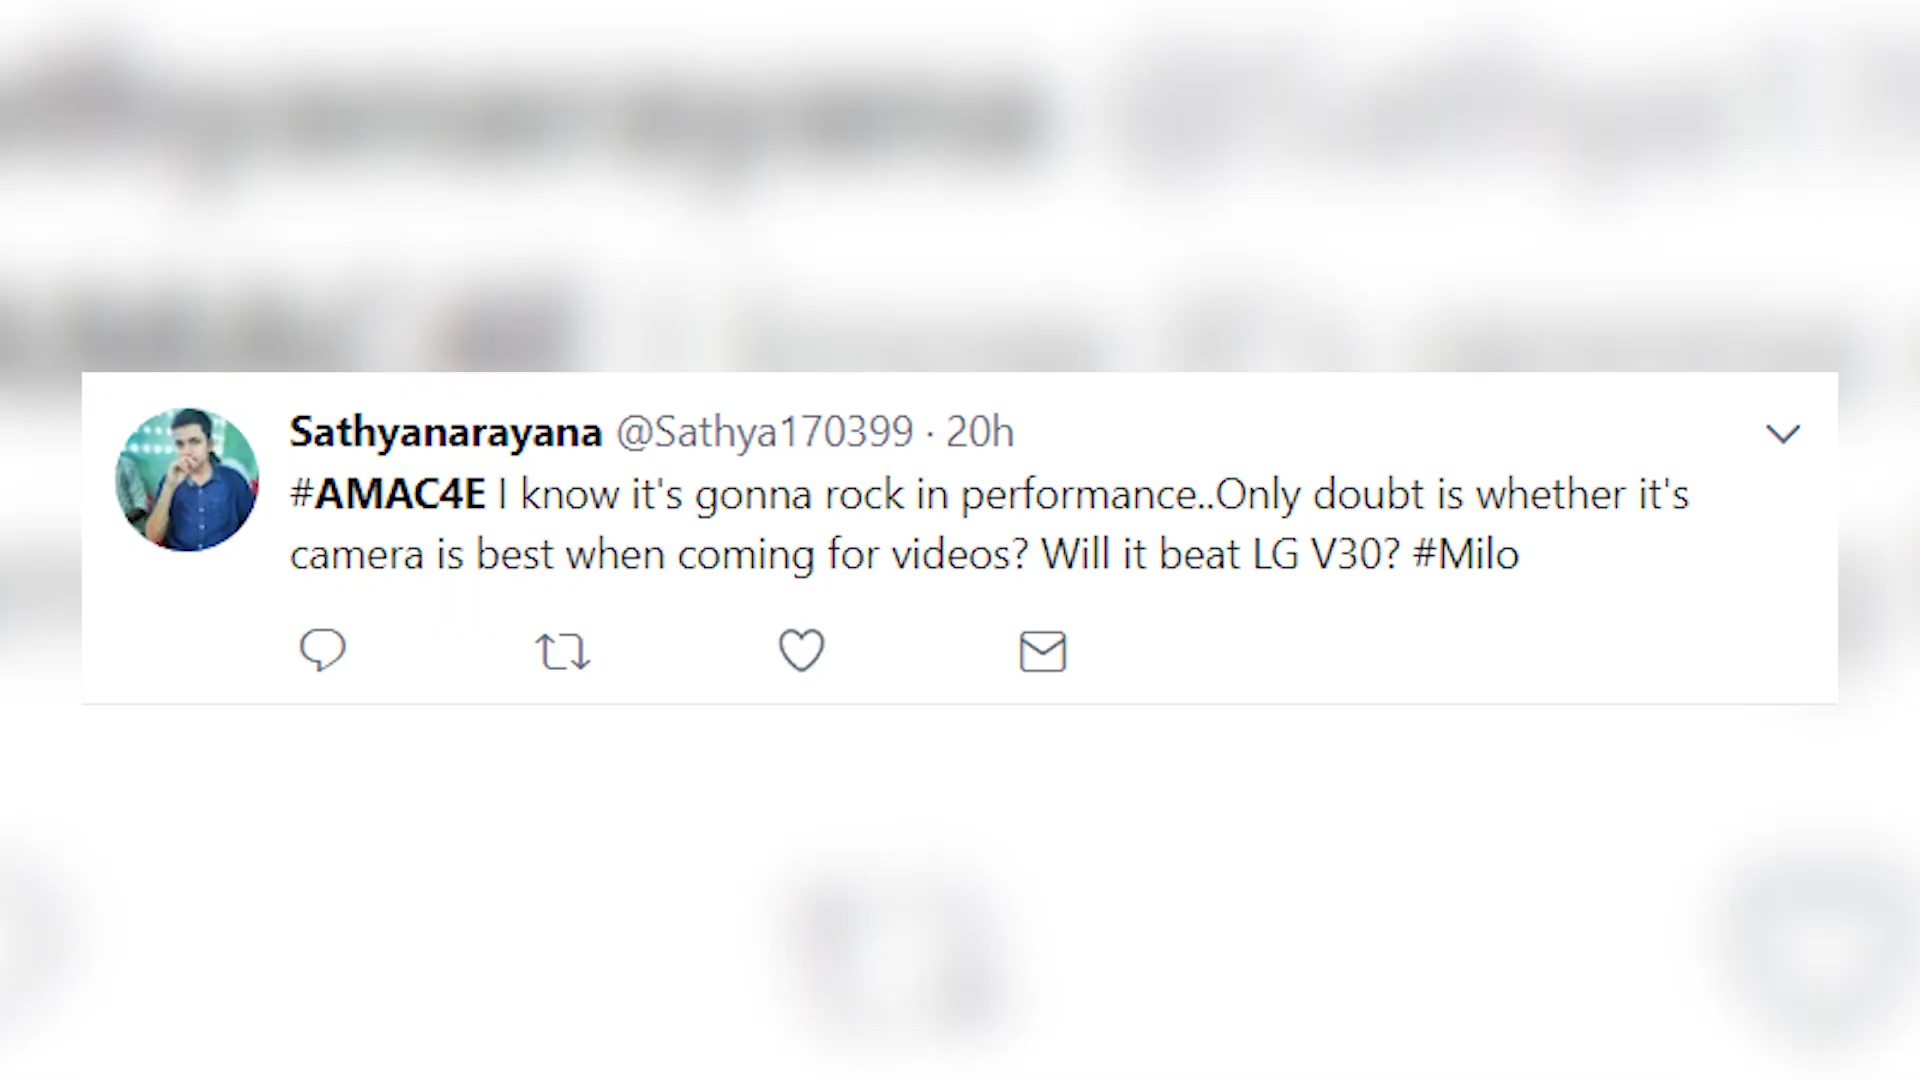 Sathyanarayana @Sathya170399 · 20h
#AMAC4E I know it's gonna rock in performance..Only doubt is whether it's
camera is best when coming for videos? Will it beat LG V30? #Milo